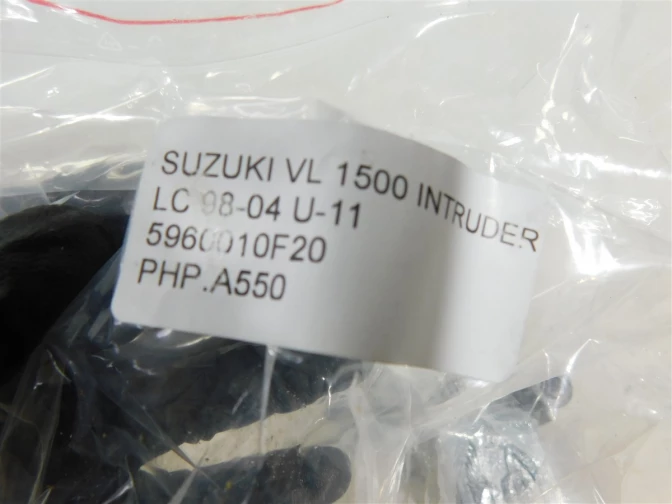 SUZUKI VL 1500 INTRUDER
LC 98-04 U-11
5960010F20
PHP.A550